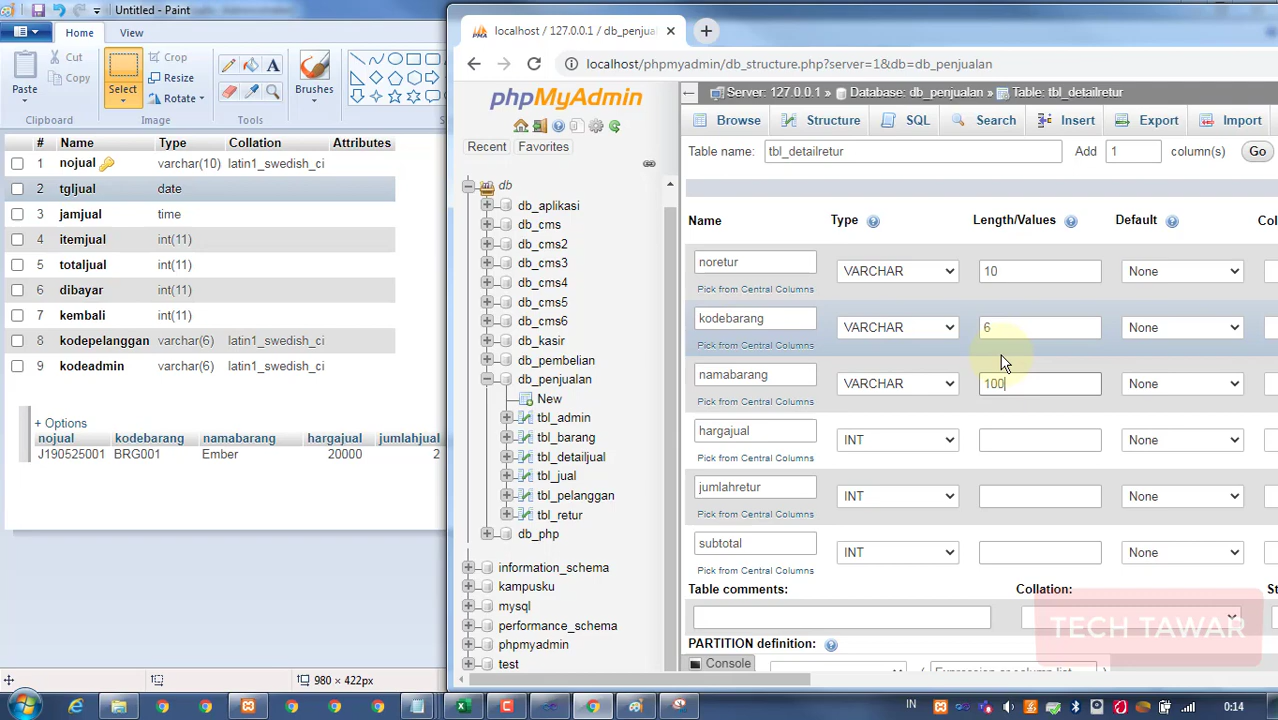 Untitled - Paint
Home
View
Paste
Cut
Copy
Clipboard
Select
Crop
Resize
Rotate
Image
Tools
Brushes
A
# Name Type Collation Attributes
1 nojual varchar(10) latin1_swedish_ci
2 tgljual date
3 jamjual time
4 itemjual int(11)
5 totaljual int(11)
6 dibayar int(11)
7 kembali int(11)
8 kodepelanggan varchar(6) latin1_swedish_ci
9 kodeadmin varchar(6) latin1_swedish_ci
+ Options
nojual kodebarang namabarang hargajual jumlahjual
J190525001 BRG001 Ember 20000 2
980 × 422px
localhost / 127.0.0.1 / db_penjual
localhost/phpmyadmin/db_structure.php?server=1&db=db_penjualan
phpMyAdmin
Recent Favorites
db
db_aplikasi
db_cms
db_cms2
db_cms3
db_cms4
db_cms5
db_cms6
db_kasir
db_pembelian
db_penjualan
New
tbl_admin
tbl_barang
tbl_detailjual
tbl_jual
tbl_pelanggan
tbl_retur
db_php
information_schema
kampusku
mysql
performance_schema
phpmyadmin
test
Server: 127.0.0.1 » Database: db_penjualan » Table: tbl_detailretur
Browse Structure SQL Search Insert Export Import
Table name: tbl_detailretur Add 1 column(s) Go
Name Type Length/Values Default
noretur VARCHAR 10 None
Pick from Central Columns
kodebarang VARCHAR 6 None
Pick from Central Columns
namabarang VARCHAR 100 None
Pick from Central Columns
hargajual INT None
Pick from Central Columns
jumlahretur INT None
Pick from Central Columns
subtotal INT None
Pick from Central Columns
Table comments: Collation:
PARTITION definition:
Console
TECH TAWAR
IN 0:14